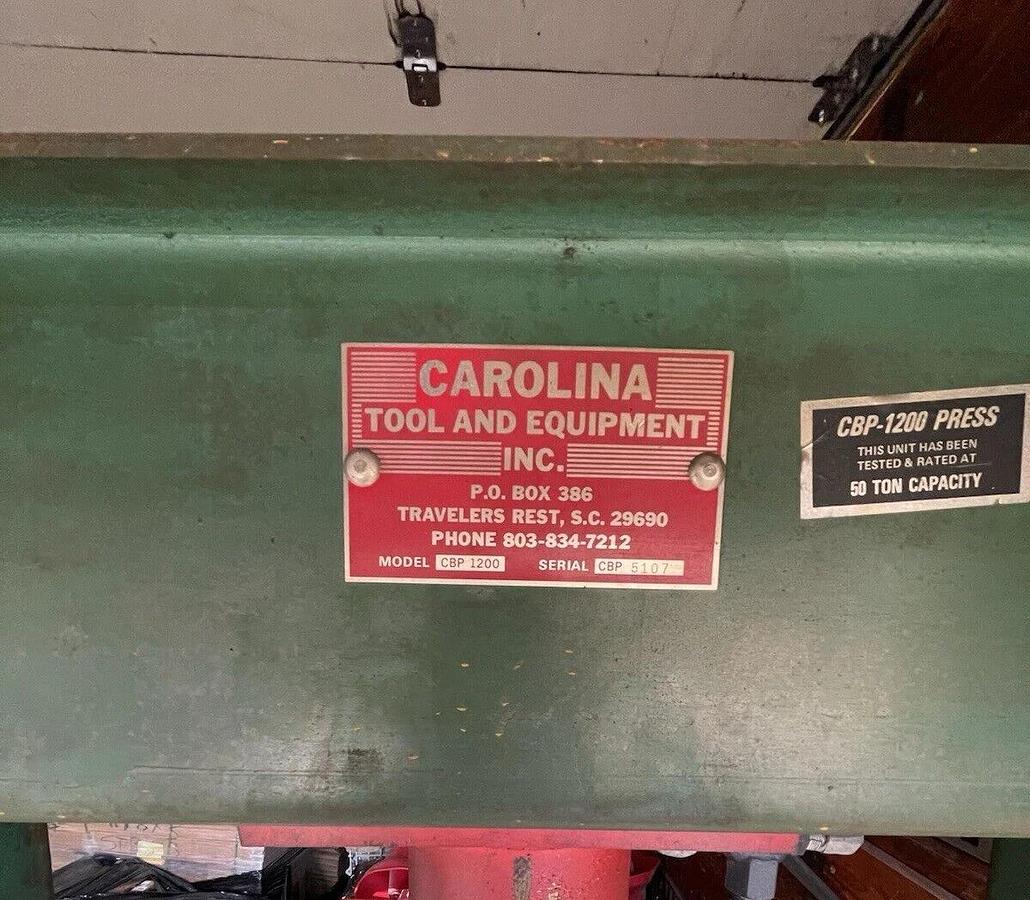 CAROLINA
TOOL AND EQUIPMENT
INC.
P.O. BOX 386
TRAVELERS REST, S.C. 29690
PHONE 803-834-7212
MODEL CBP 1200 SERIAL CBP 5107
CBP-1200 PRESS
THIS UNIT HAS BEEN
TESTED & RATED AT
50 TON CAPACITY